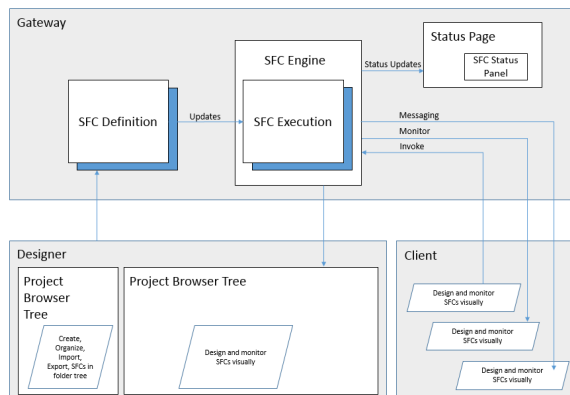 Gateway
Status Page
SFC Status
Panel
SFC Engine
Status Updates
SFC Definition
Updates
SFC Execution
Messaging
Monitor
Invoke
Designer
Project
Browser
Tree
Create,
Organize,
Import,
Export, SFCs in
folder tree
Project Browser Tree
Design and monitor
SFCs visually
Client
Design and monitor
SFCs visually
Design and monitor
SFCs visually
Design and monitor
SFCs visually